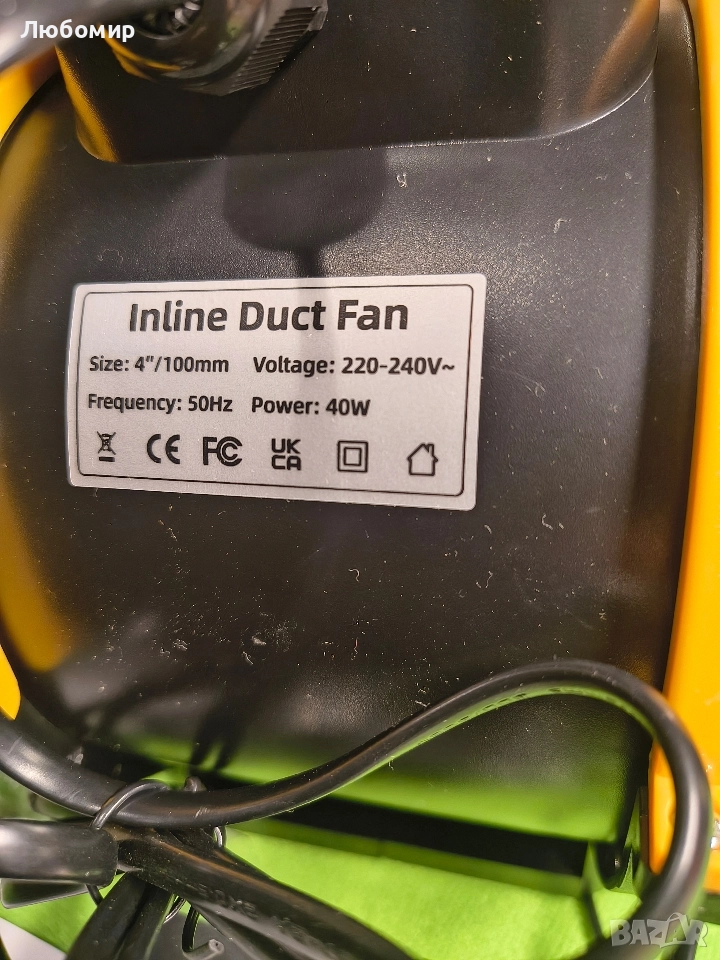 Любомир
Inline Duct Fan
Size: 4"/100mm Voltage: 220-240V~
Frequency: 50Hz Power: 40W
CE FC UK CA
BAZAR